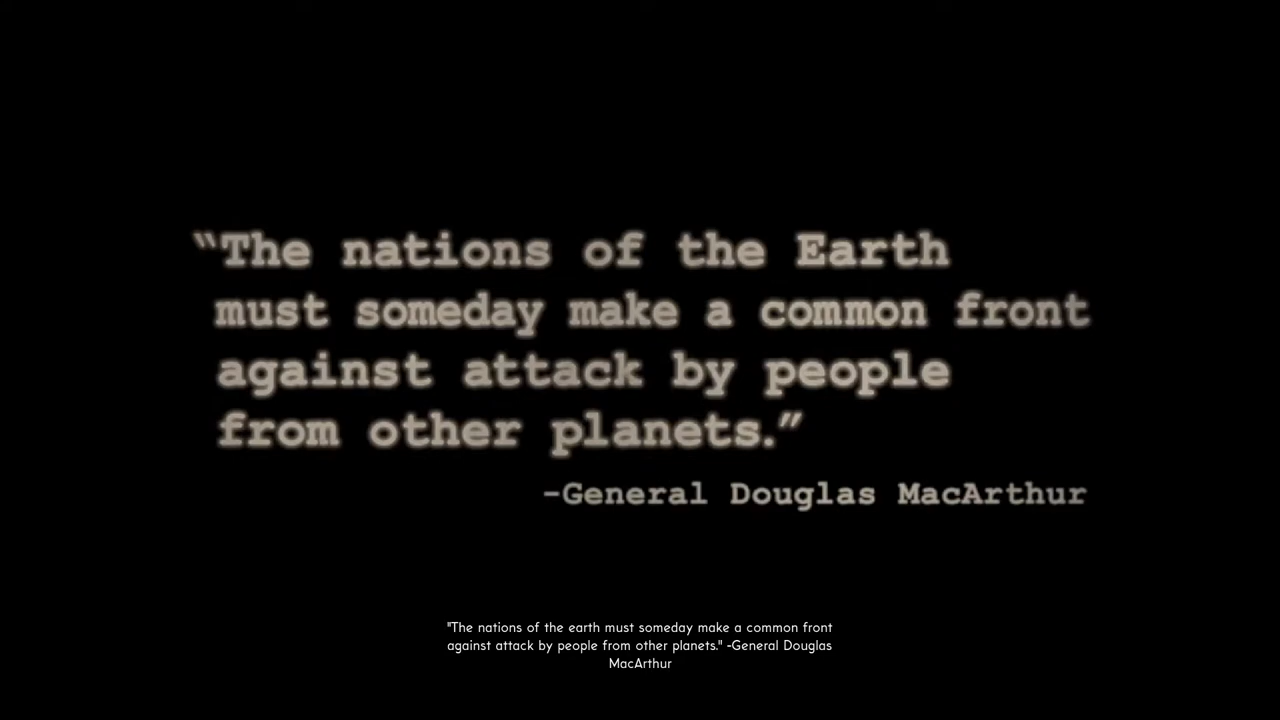 “The nations of the Earth
must someday make a common front
against attack by people
from other planets.”
-General Douglas MacArthur
"The nations of the earth must someday make a common front
against attack by people from other planets." -General Douglas
MacArthur